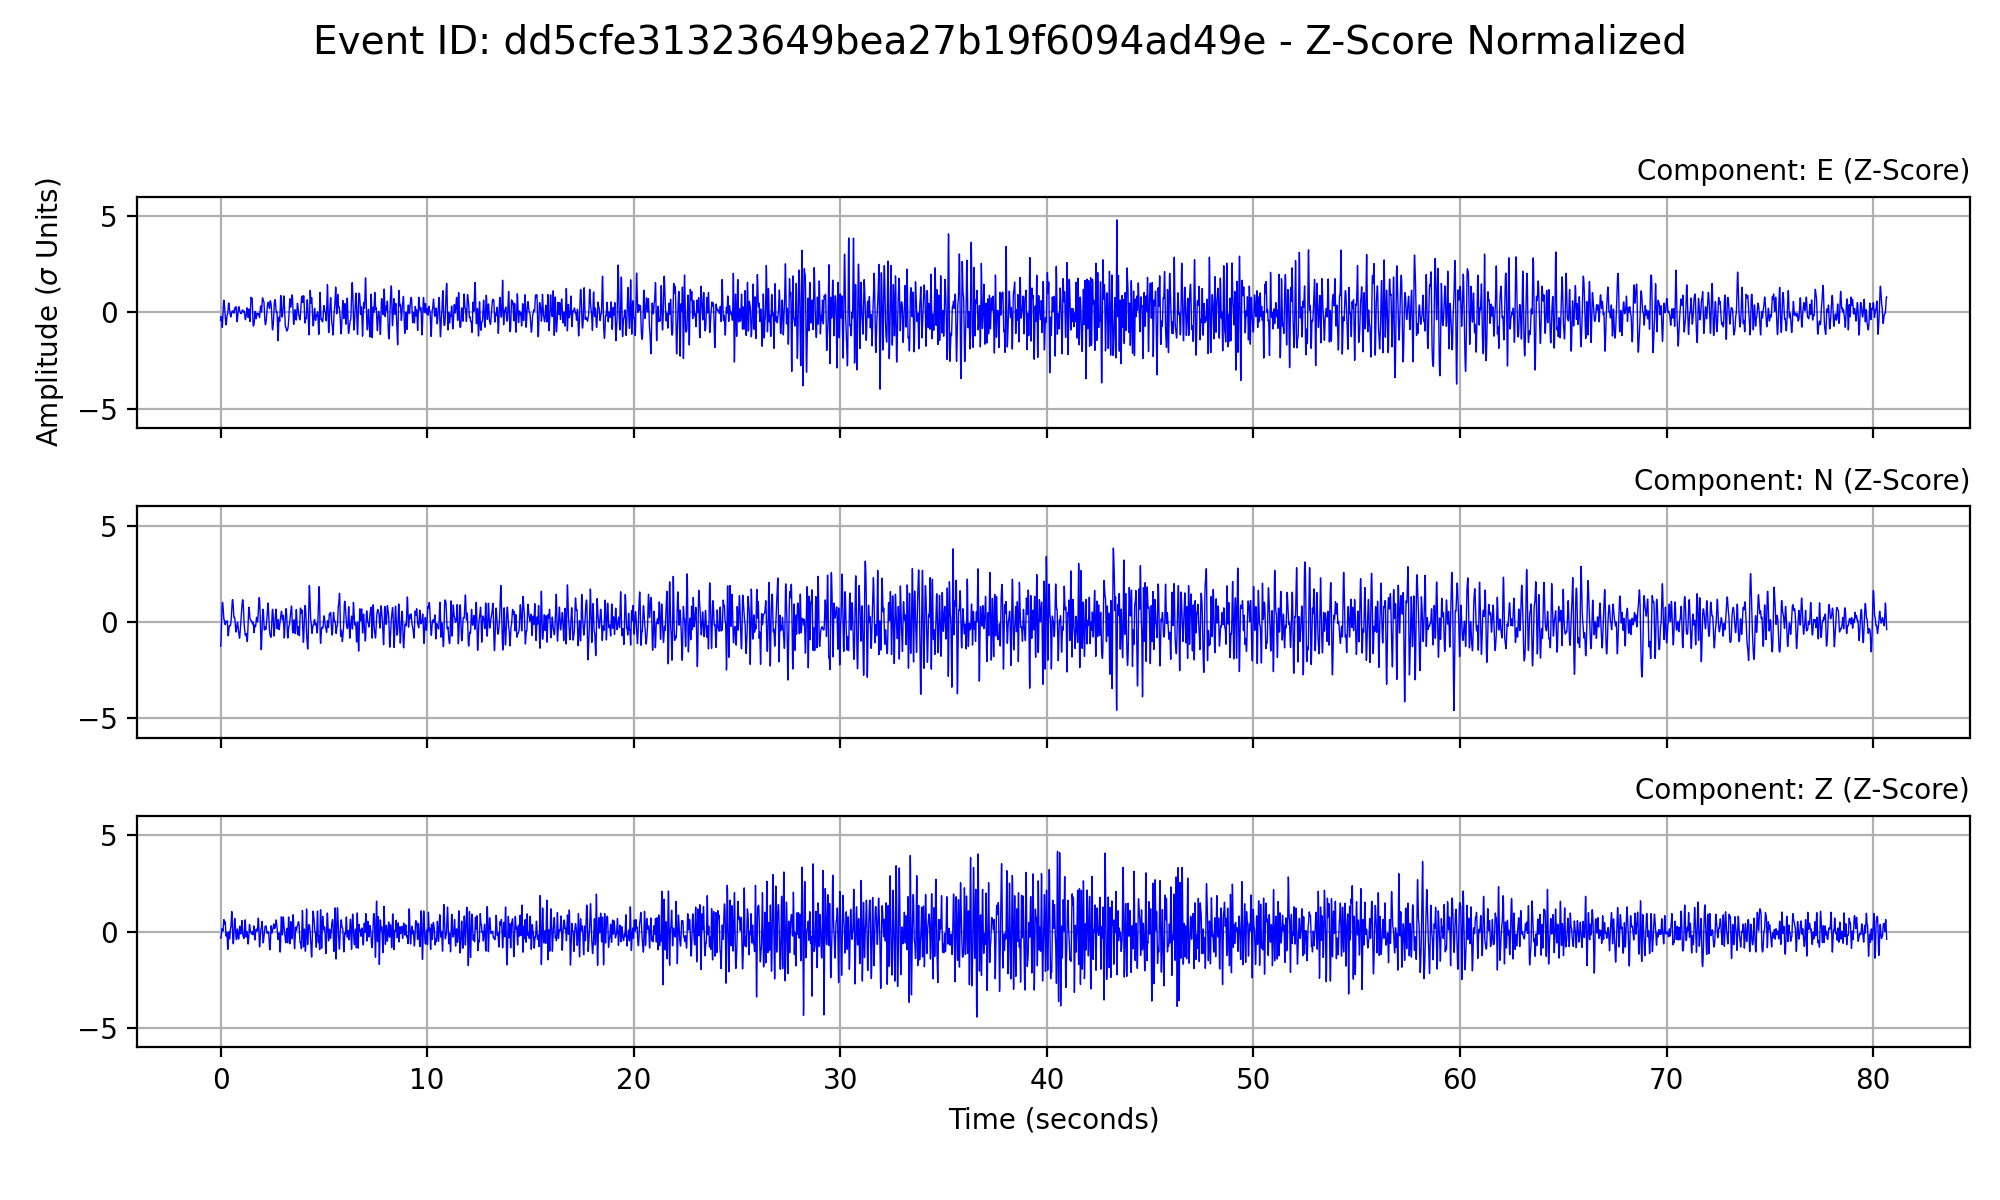 Event ID: dd5cfe31323649bea27b19f6094ad49e - Z-Score Normalized
Component: E (Z-Score)
Amplitude (σ Units)
5
0
−5
Component: N (Z-Score)
5
0
−5
Component: Z (Z-Score)
5
0
−5
0 10 20 30 40 50 60 70 80
Time (seconds)